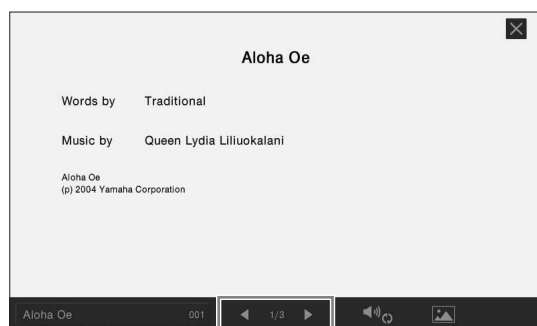 Aloha Oe
Words by Traditional
Music by Queen Lydia Liliuokalani
Aloha Oe
(p) 2004 Yamaha Corporation
Aloha Oe 001 1/3